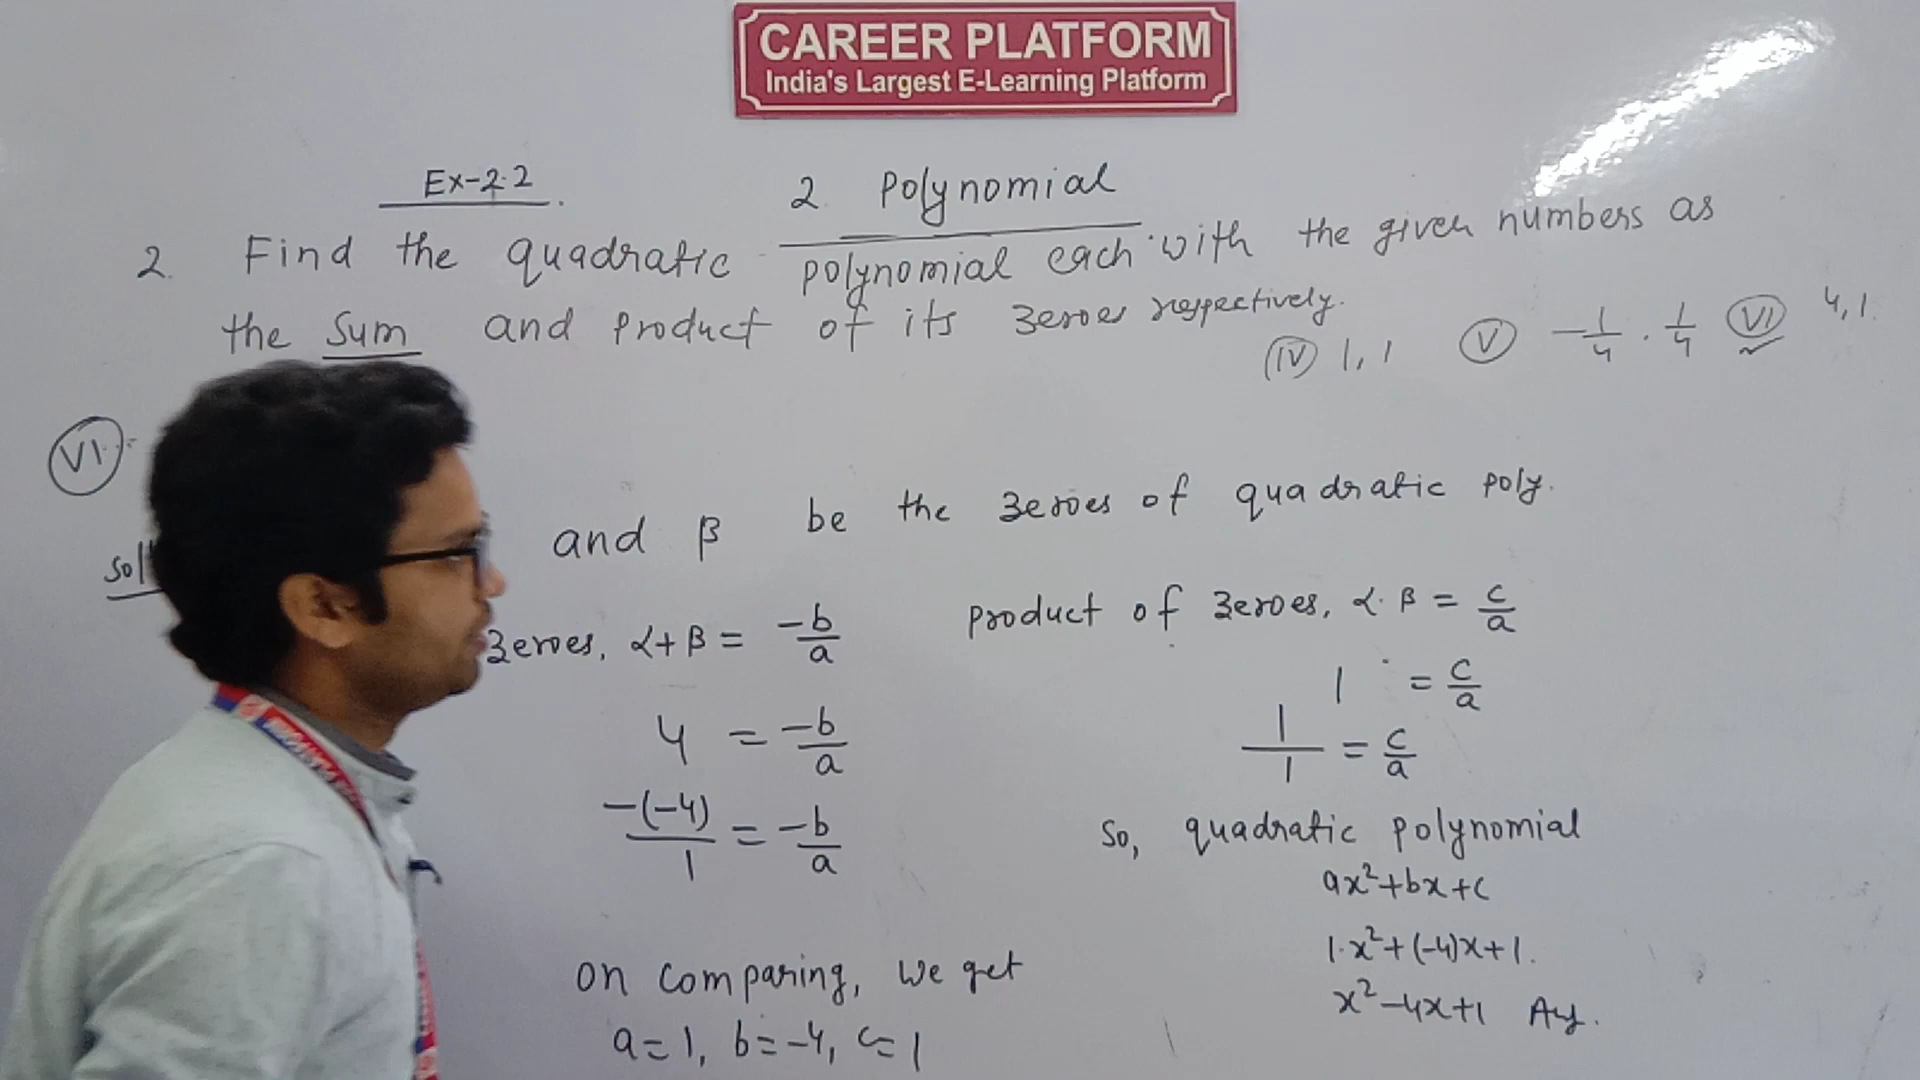 CAREER PLATFORM
India's Largest E-Learning Platform
Ex-2.2
2. Polynomial
2. Find the quadratic polynomial each with the given numbers as
the sum and product of its zeroes respectively.
(iv) 1, 1 (v) -1/4, 1/4 (vi) 4, 1
(vi)
Sol and β be the zeroes of quadratic poly.
zeroes, α+β = -b/a
4 = -b/a
-(-4)/1 = -b/a
On comparing, we get
a=1, b=-4, c=1
product of zeroes, α·β = c/a
1 = c/a
1/1 = c/a
So, quadratic polynomial
ax²+bx+c
1·x²+(-4)x+1.
x²-4x+1 Ay.